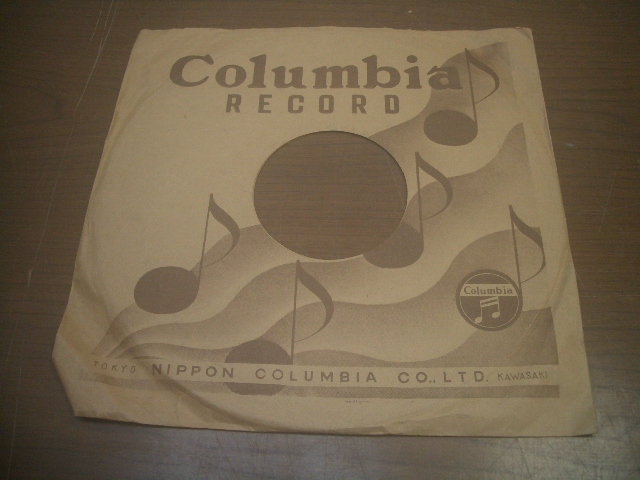 Columbia
RECORD
Columbia
TOKYO NIPPON COLUMBIA CO., LTD. KAWASAKI